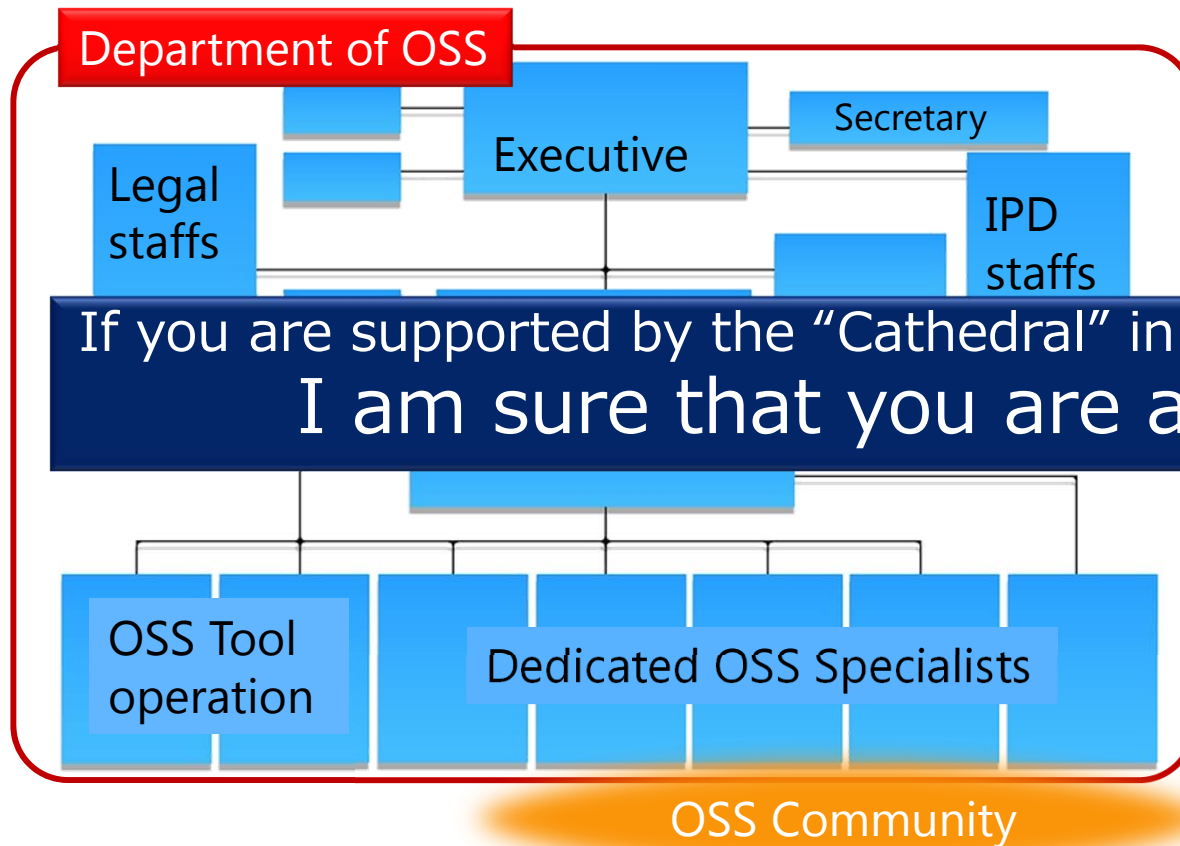 Department of OSS
Secretary
Executive
Legal
staffs
IPD
staffs
If you are supported by the “Cathedral” in
I am sure that you are a
OSS Tool
operation
Dedicated OSS Specialists
OSS Community